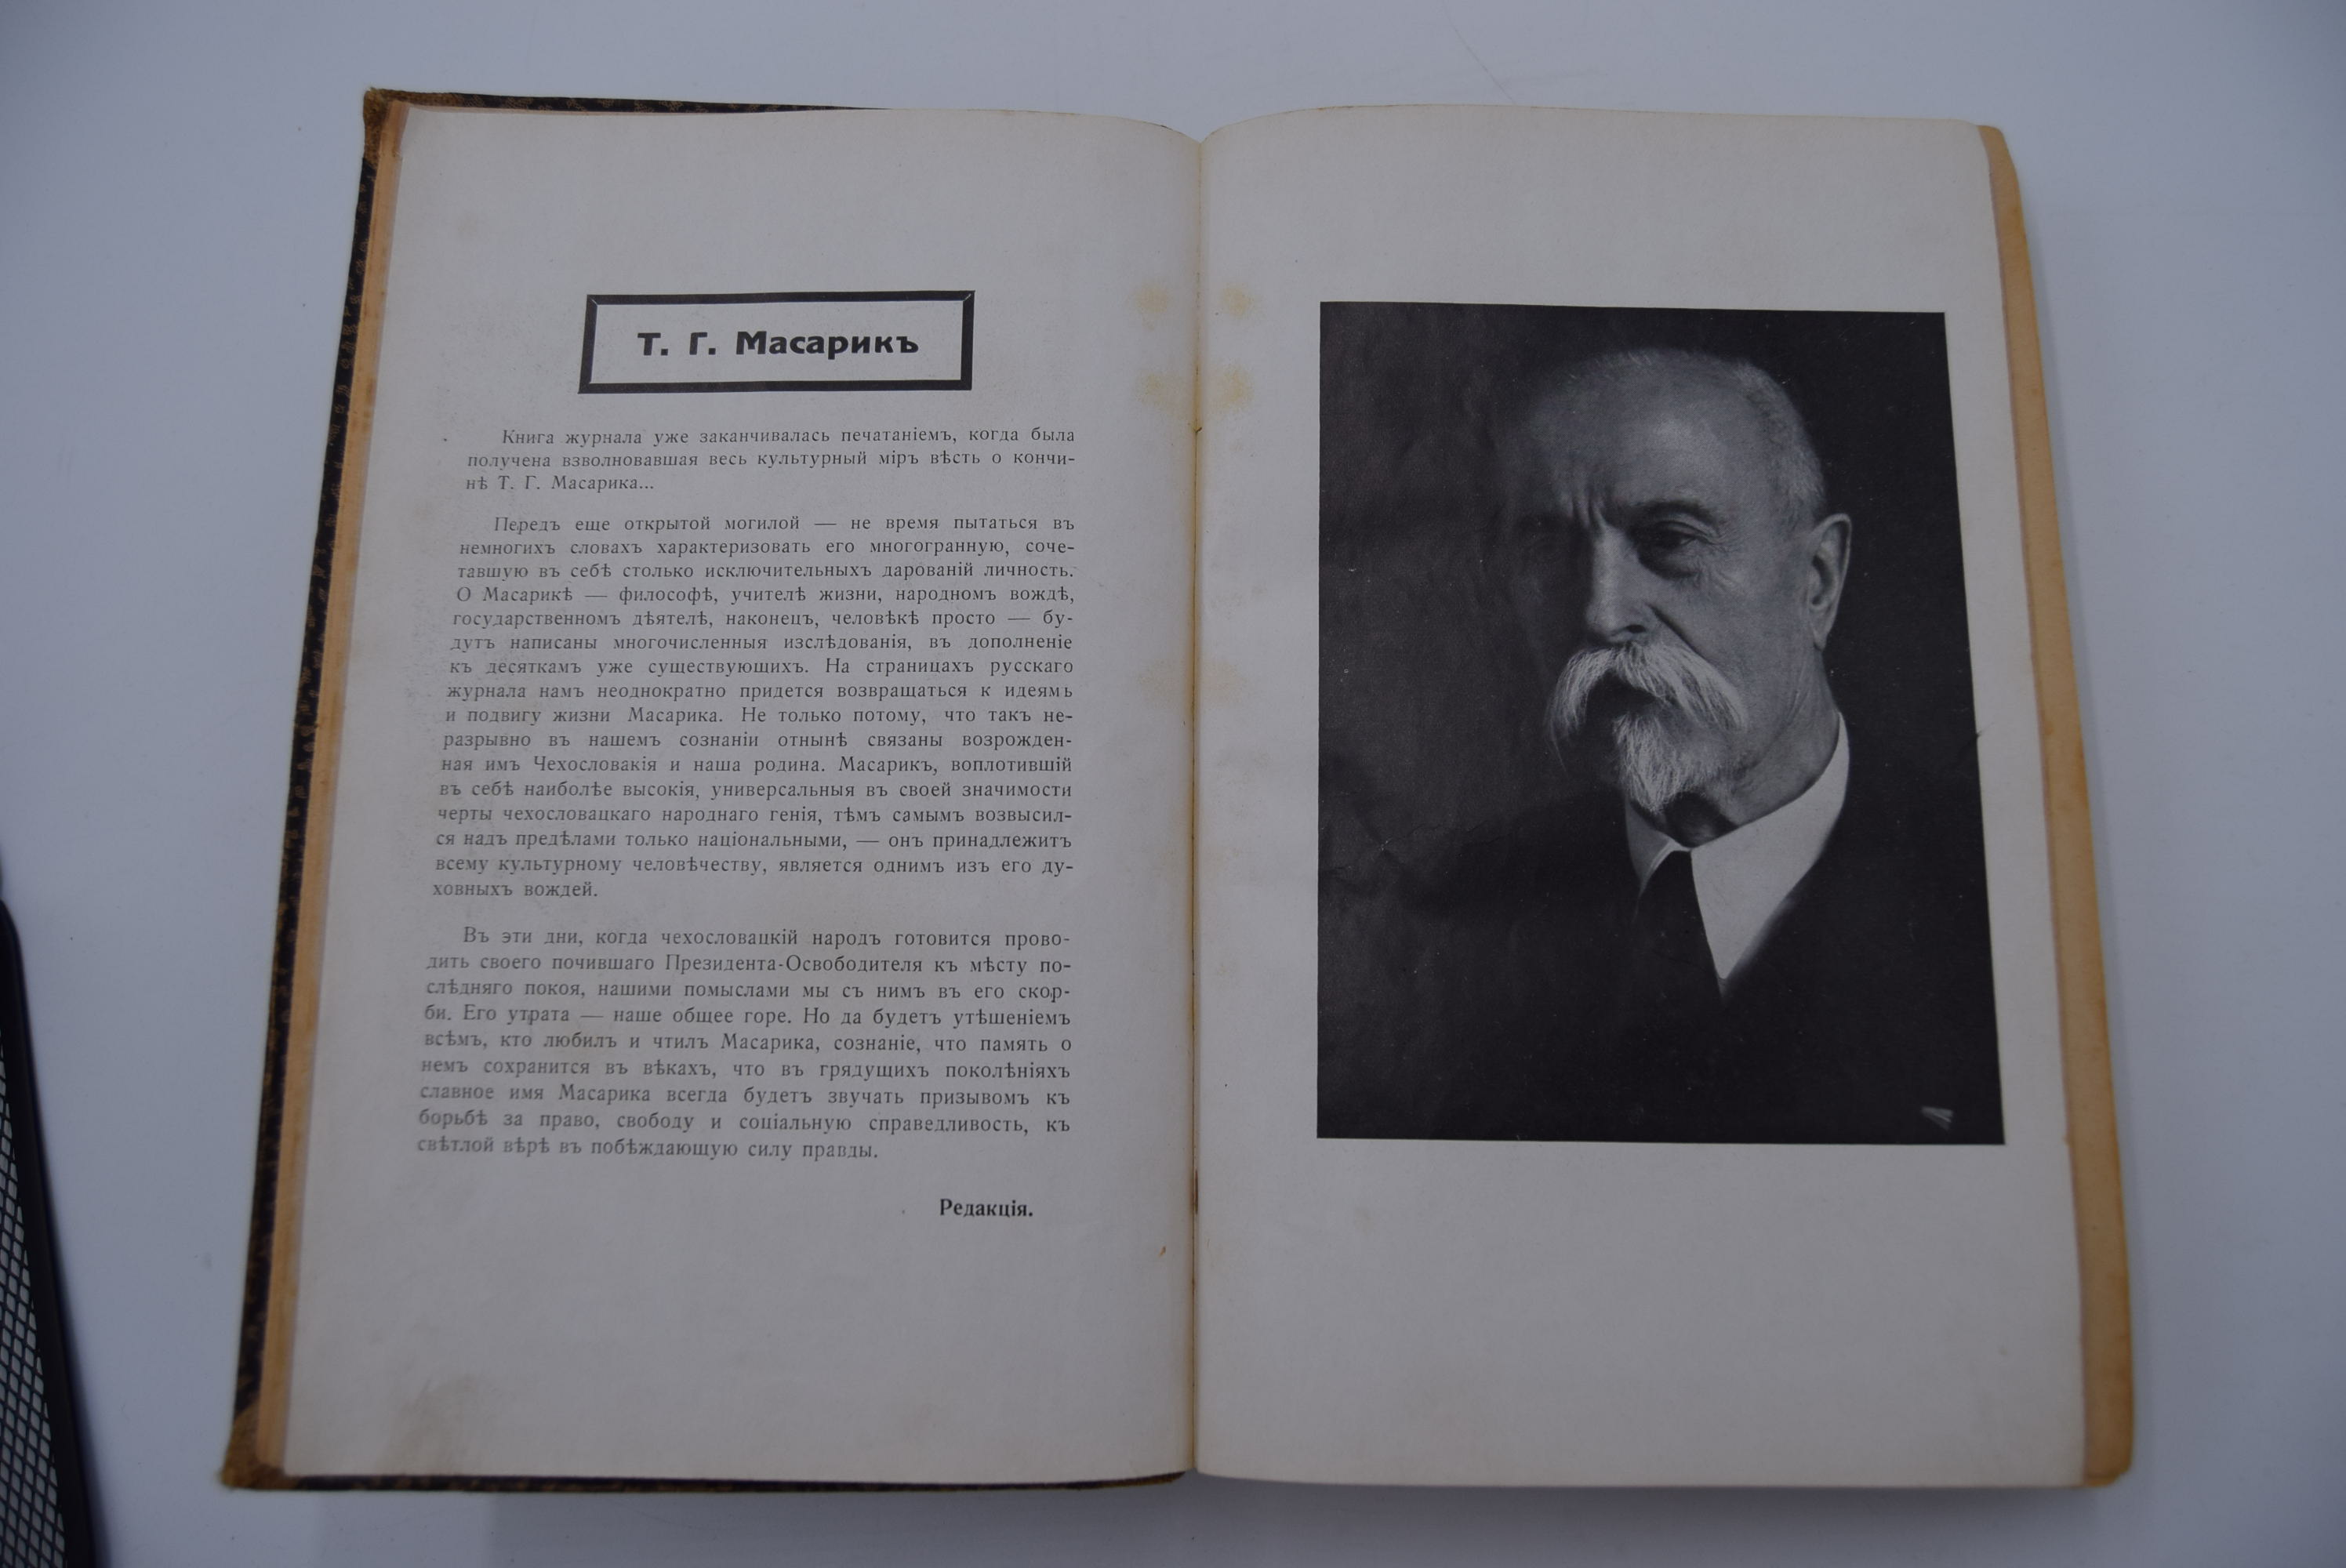 Т. Г. Масарикъ
Книга журнала уже заканчивалась печатаніемъ, когда была
получена взволновавшая весь культурный міръ вѣсть о кончи-
нѣ Т. Г. Масарика...
Передъ еще открытой могилой — не время пытаться въ
немногихъ словахъ характеризовать его многогранную, соче-
тавшую въ себѣ столько исключительныхъ дарованій личность.
О Масарикѣ — философѣ, учителѣ жизни, народномъ вождѣ,
государственномъ дѣятелѣ, наконецъ, человѣкѣ просто — бу-
дутъ написаны многочисленныя изслѣдованія, въ дополненіе
къ десяткамъ уже существующихъ. На страницахъ русскаго
журнала намъ неоднократно придется возвращаться к идеямъ
и подвигу жизни Масарика. Не только потому, что такъ не-
разрывно въ нашемъ сознаніи отнынѣ связаны возрожден-
ная имъ Чехословакія и наша родина. Масарикъ, воплотившій
въ себѣ наиболѣе высокія, универсальныя въ своей значимости
черты чехословацкаго народнаго генія, тѣмъ самымъ возвысил-
ся надъ предѣлами только національными, — онъ принадлежитъ
всему культурному человѣчеству, является однимъ изъ его ду-
ховныхъ вождей.
Въ эти дни, когда чехословацкій народъ готовится прово-
дить своего почившаго Президента-Освободителя къ мѣсту по-
слѣдняго покоя, нашими помыслами мы съ нимъ въ его скор-
би. Его утрата — наше общее горе. Но да будетъ утѣшеніемъ
всѣмъ, кто любилъ и чтилъ Масарика, сознаніе, что память о
немъ сохранится въ вѣкахъ, что въ грядущихъ поколѣніяхъ
славное имя Масарика всегда будетъ звучать призывомъ къ
борьбѣ за право, свободу и соціальную справедливость, къ
свѣтлой вѣрѣ въ побѣждающую силу правды.
Редакція.